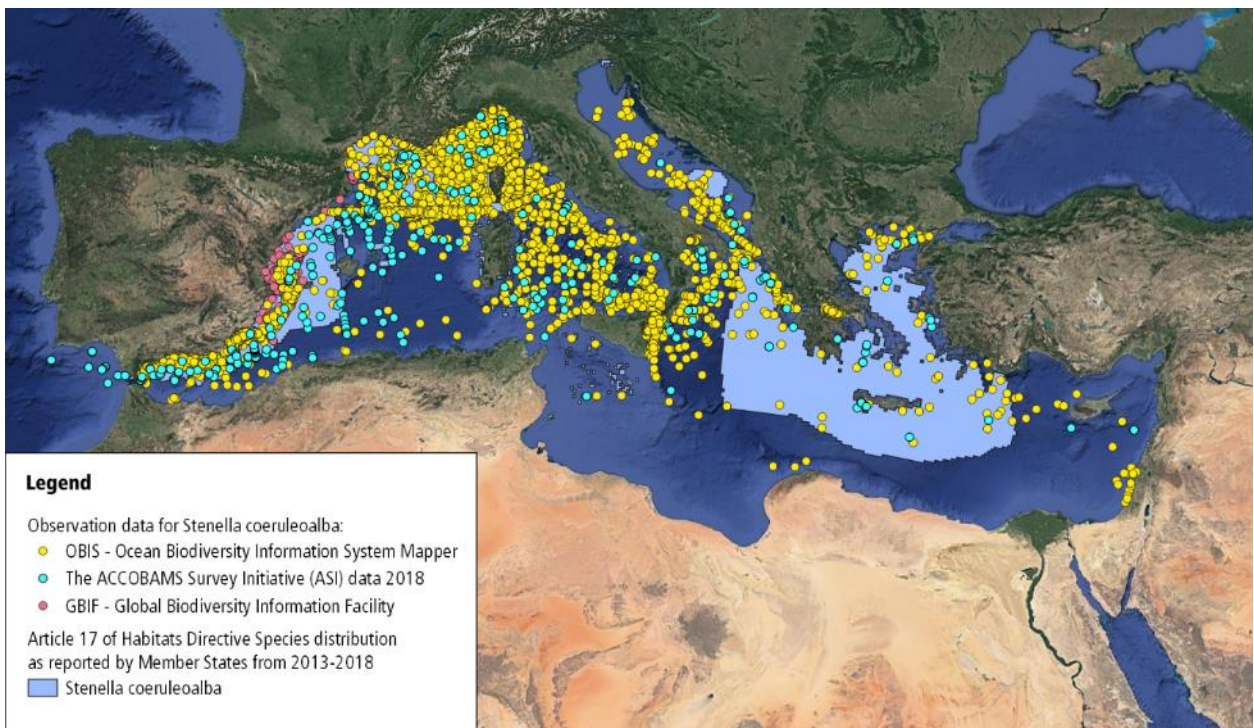 Legend
Observation data for Stenella coeruleoalba:
OBIS - Ocean Biodiversity Information System Mapper
The ACCOBAMS Survey Initiative (ASI) data 2018
GBIF - Global Biodiversity Information Facility
Article 17 of Habitats Directive Species distribution
as reported by Member States from 2013-2018
Stenella coeruleoalba